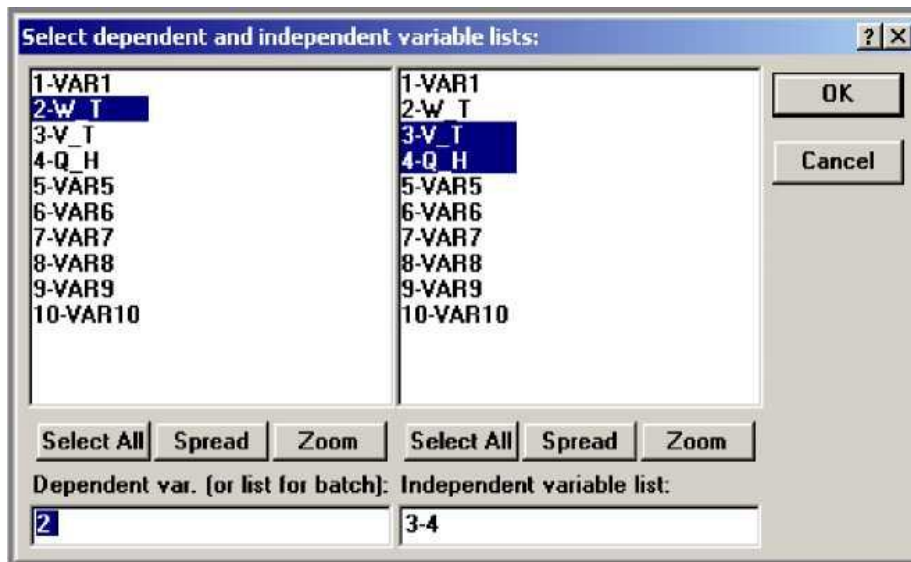 Select dependent and independent variable lists:
1-VAR1
2-W_T
3-V_T
4-Q_H
5-VAR5
6-VAR6
7-VAR7
8-VAR8
9-VAR9
10-VAR10
1-VAR1
2-W_T
3-V_T
4-Q_H
5-VAR5
6-VAR6
7-VAR7
8-VAR8
9-VAR9
10-VAR10
OK
Cancel
Select All Spread Zoom Select All Spread Zoom
Dependent var. (or list for batch): Independent variable list:
2 3-4